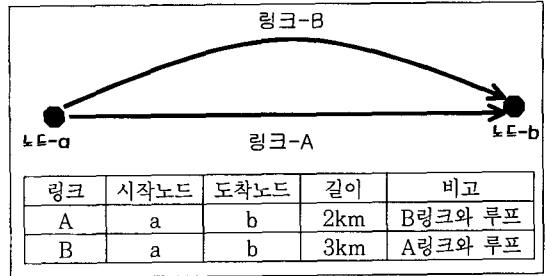 링크-B
노드-a
노드-b
링크-A
링크 시작노드 도착노드 길이 비고
A a b 2km B링크와 루프
B a b 3km A링크와 루프